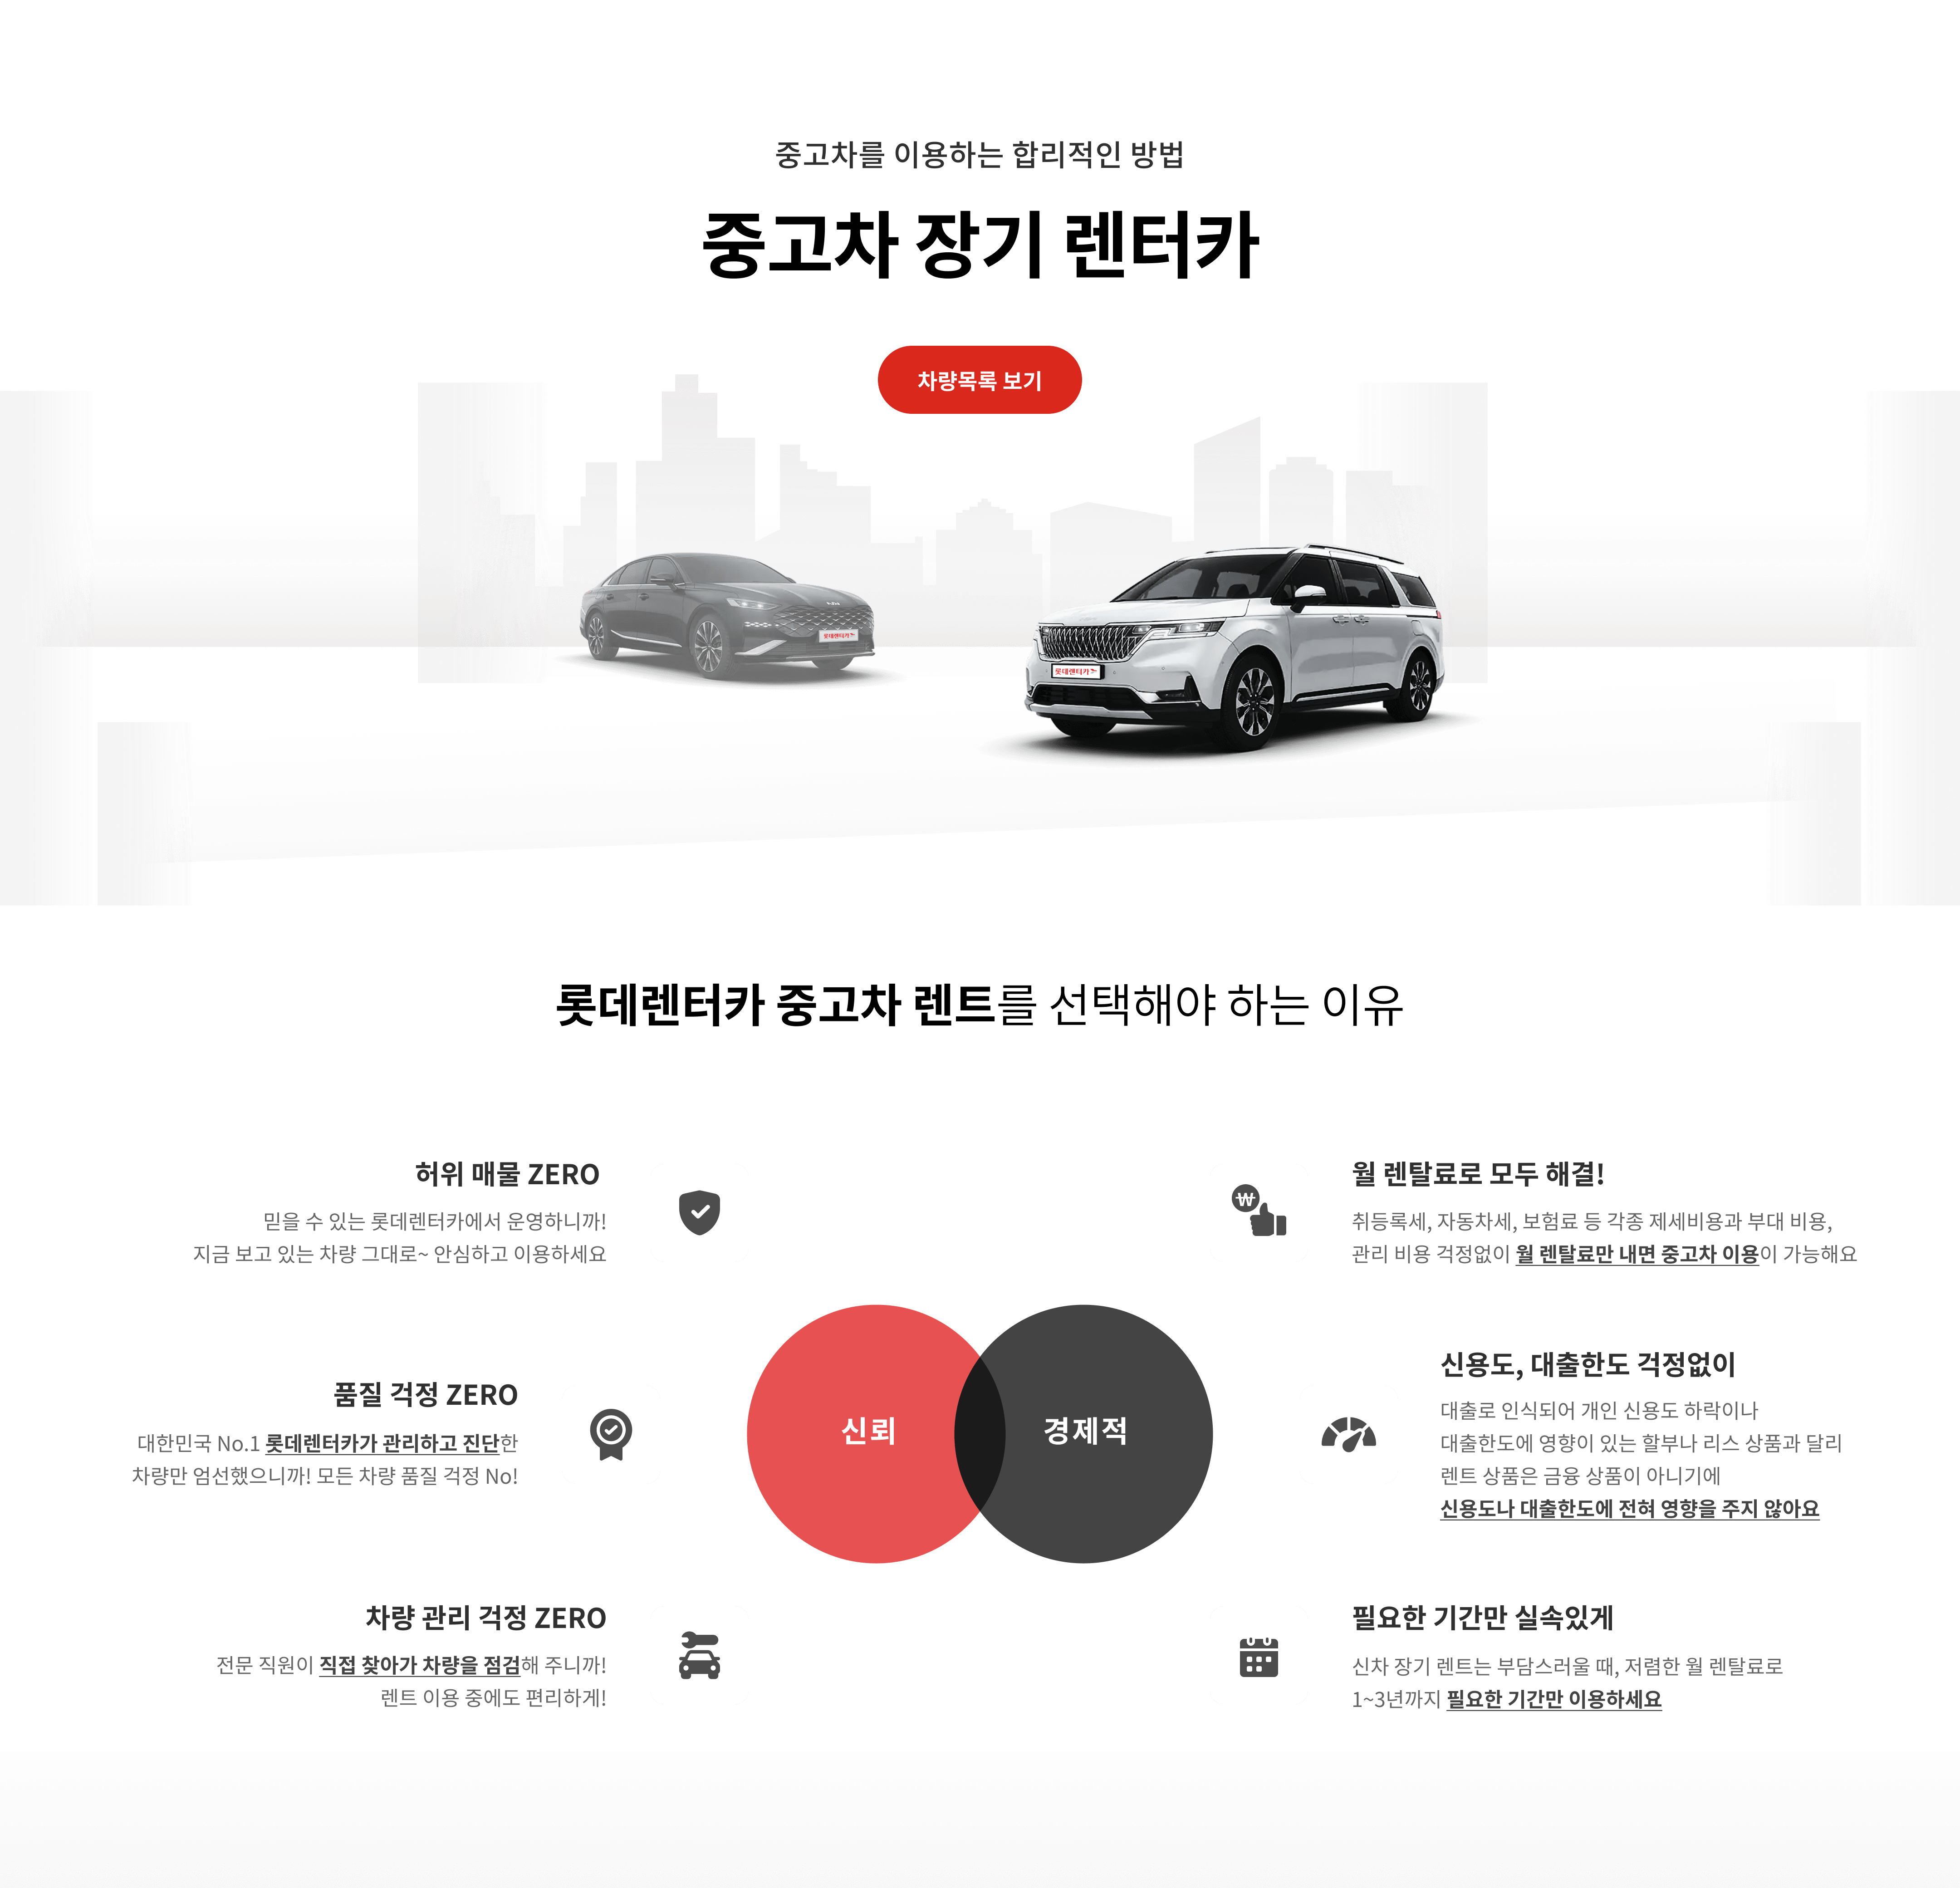 중고차를 이용하는 합리적인 방법
중고차 장기 렌터카
차량목록 보기
롯데렌터카
롯데렌터카
롯데렌터카 중고차 렌트를 선택해야 하는 이유
허위 매물 ZERO
믿을 수 있는 롯데렌터카에서 운영하니까!
지금 보고 있는 차량 그대로~ 안심하고 이용하세요
품질 걱정 ZERO
대한민국 No.1 롯데렌터카가 관리하고 진단한
차량만 엄선했으니까! 모든 차량 품질 걱정 No!
차량 관리 걱정 ZERO
전문 직원이 직접 찾아가 차량을 점검해 주니까!
렌트 이용 중에도 편리하게!
신뢰
경제적
월 렌탈료로 모두 해결!
취등록세, 자동차세, 보험료 등 각종 제세비용과 부대 비용,
관리 비용 걱정없이 월 렌탈료만 내면 중고차 이용이 가능해요
신용도, 대출한도 걱정없이
대출로 인식되어 개인 신용도 하락이나
대출한도에 영향이 있는 할부나 리스 상품과 달리
렌트 상품은 금융 상품이 아니기에
신용도나 대출한도에 전혀 영향을 주지 않아요
필요한 기간만 실속있게
신차 장기 렌트는 부담스러울 때, 저렴한 월 렌탈료로
1~3년까지 필요한 기간만 이용하세요